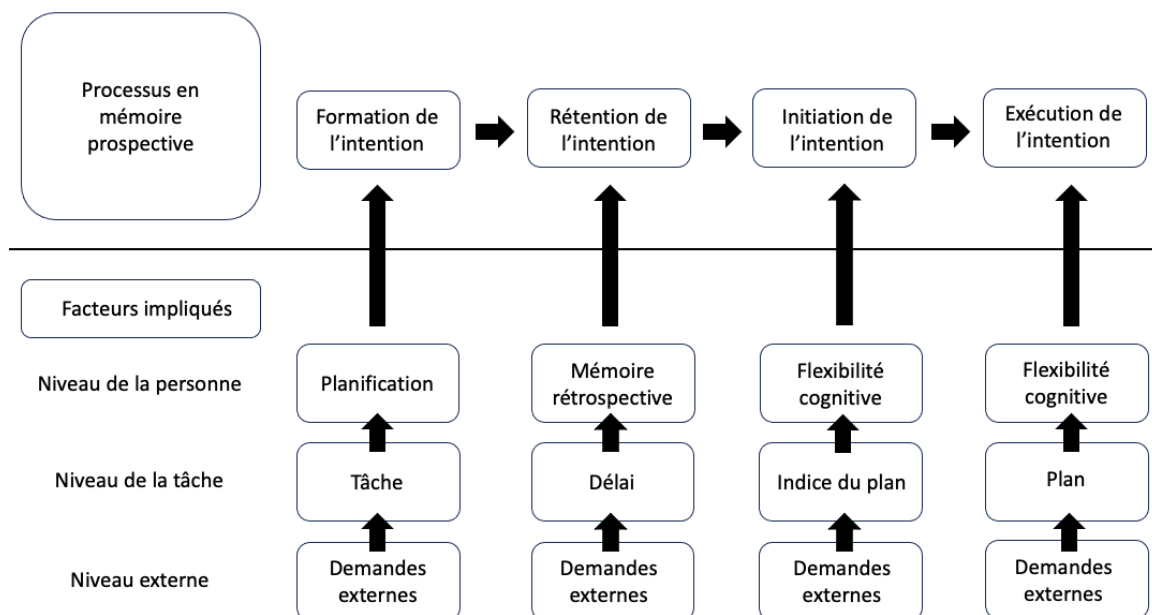 Processus en
mémoire
prospective
Formation de
l’intention
Rétention de
l’intention
Initiation de
l’intention
Exécution de
l’intention
Facteurs impliqués
Niveau de la personne
Planification
Mémoire
rétrospective
Flexibilité
cognitive
Flexibilité
cognitive
Niveau de la tâche
Tâche
Délai
Indice du plan
Plan
Niveau externe
Demandes
externes
Demandes
externes
Demandes
externes
Demandes
externes